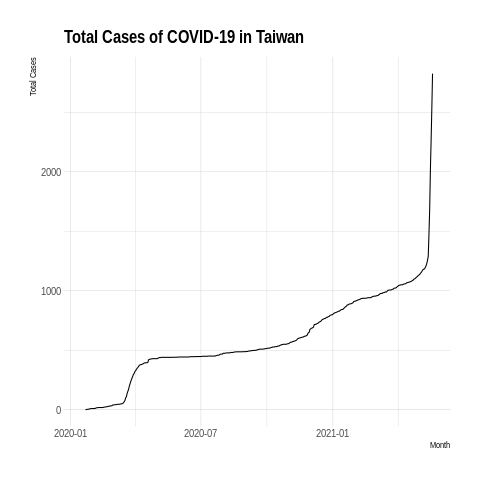 Total Cases of COVID-19 in Taiwan
Total Cases
2000
1000
0
2020-01
2020-07
2021-01
Month